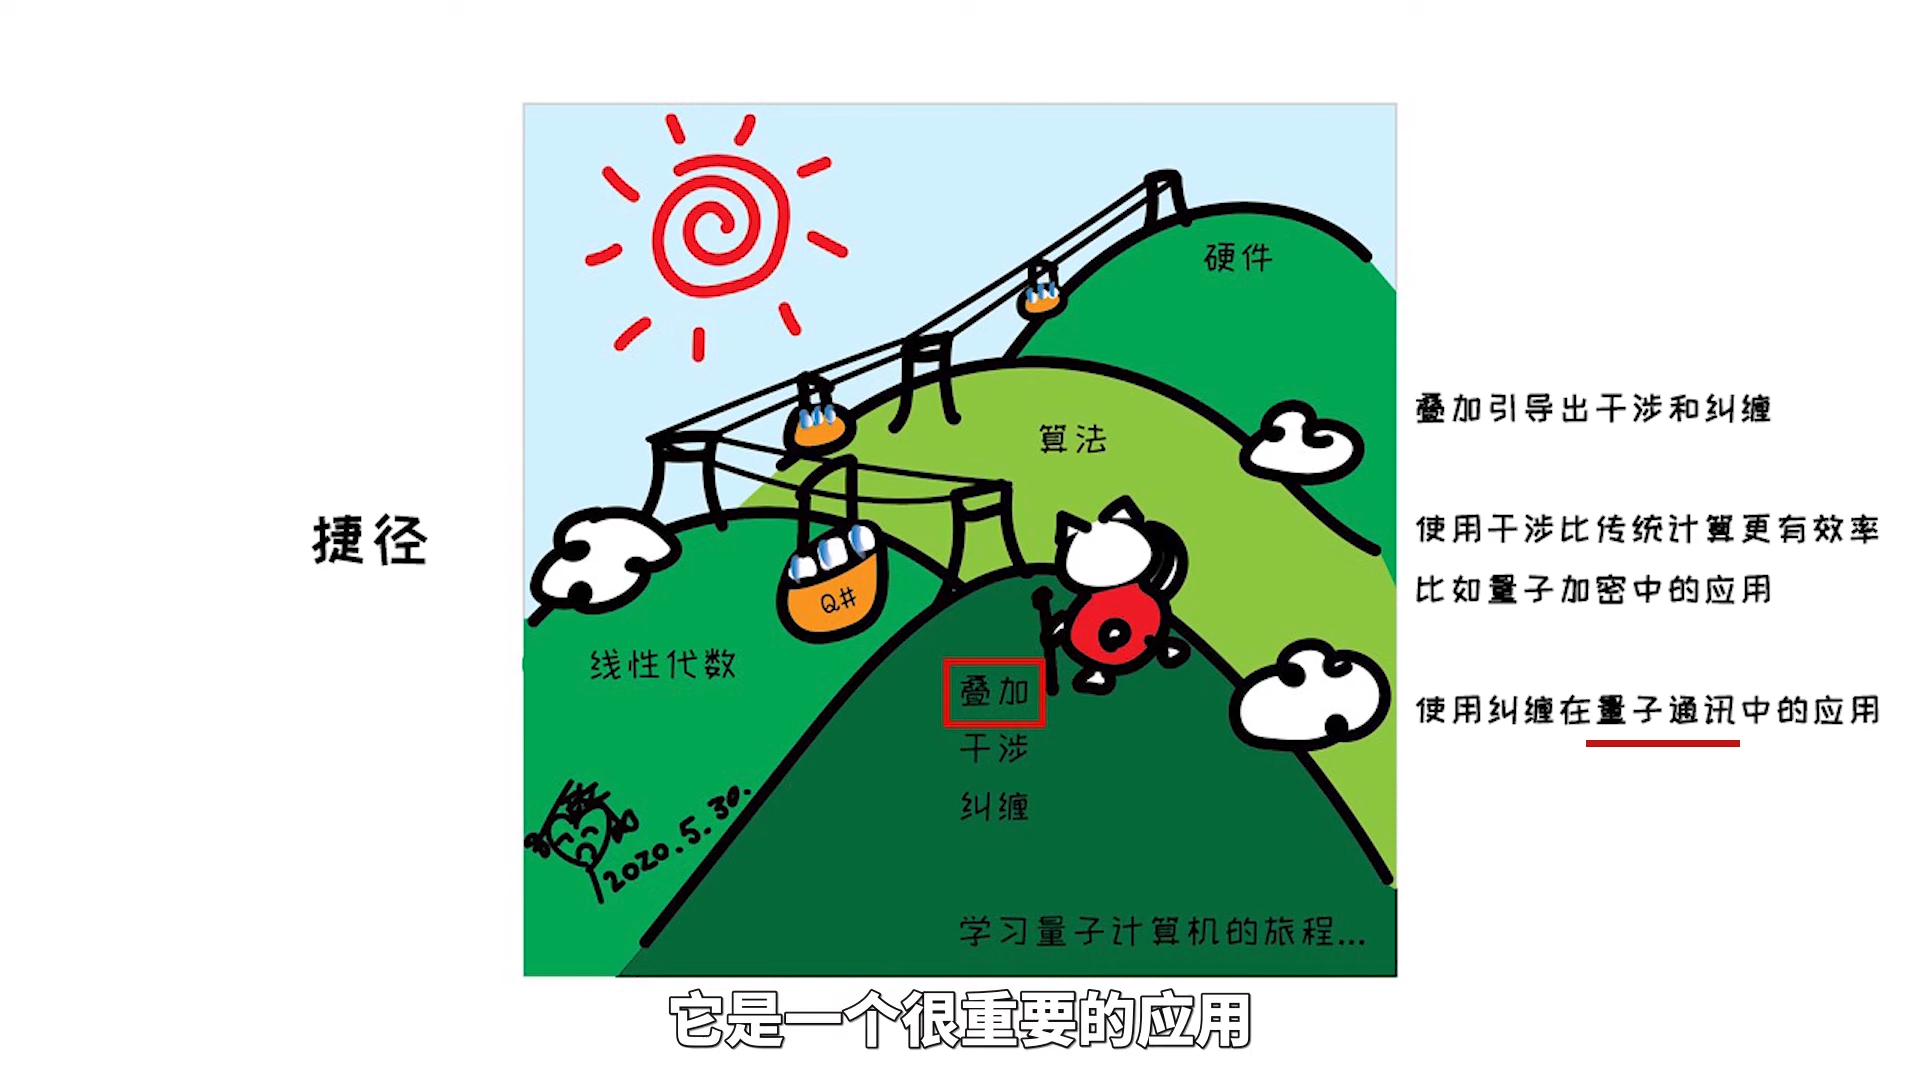 捷径
硬件
算法
线性代数
Q#
叠加
干涉
纠缠
2020.5.30.
学习量子计算机的旅程...
叠加引导出干涉和纠缠
使用干涉比传统计算更有效率
比如量子加密中的应用
使用纠缠在量子通讯中的应用
它是一个很重要的应用